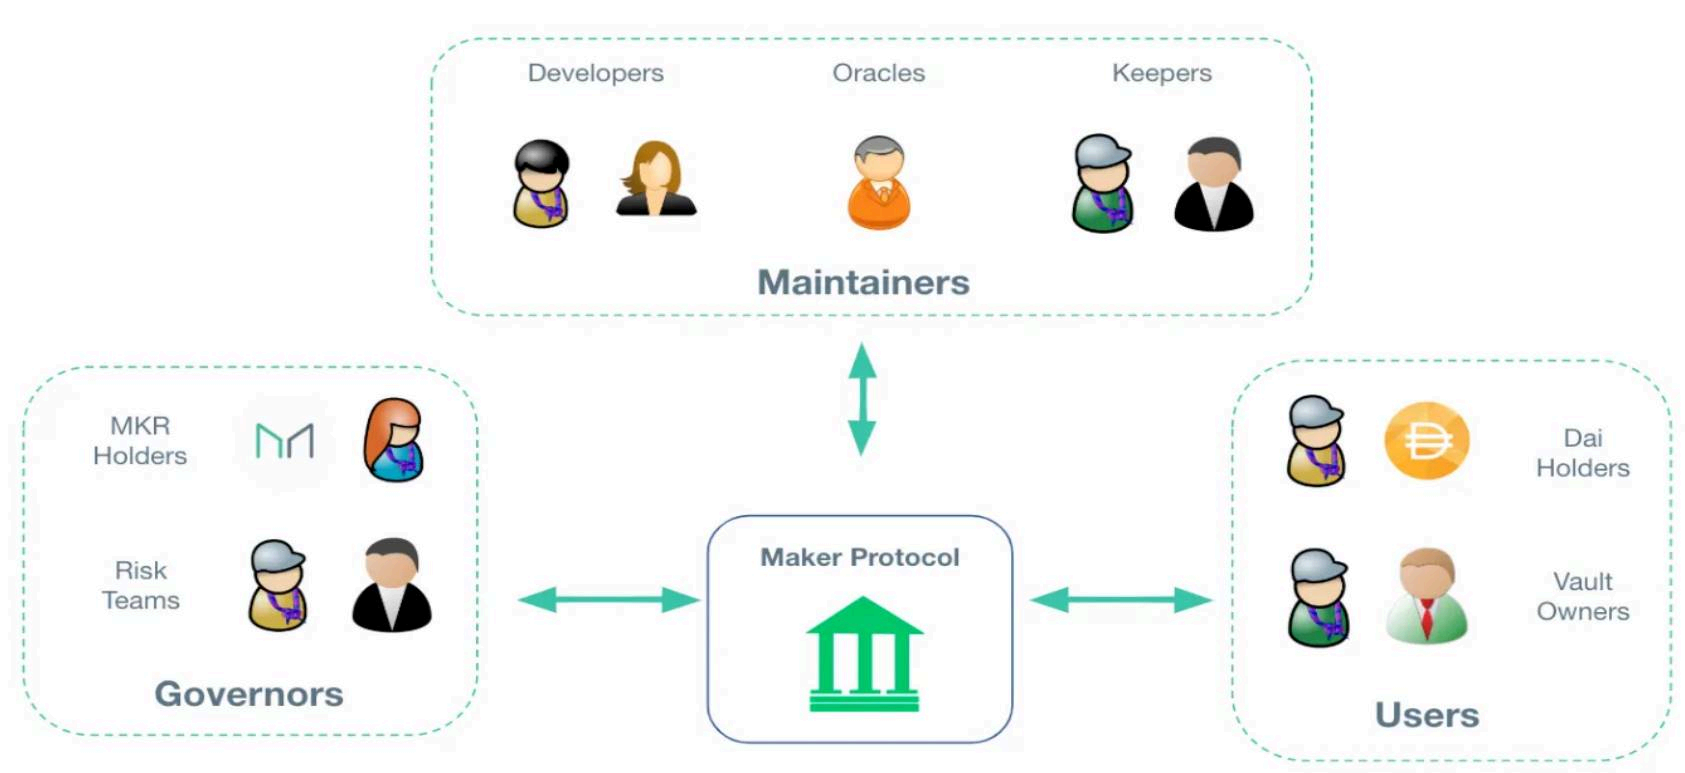 Developers
Oracles
Keepers
Maintainers
MKR
Holders
Risk
Teams
Governors
Maker Protocol
Dai
Holders
Vault
Owners
Users